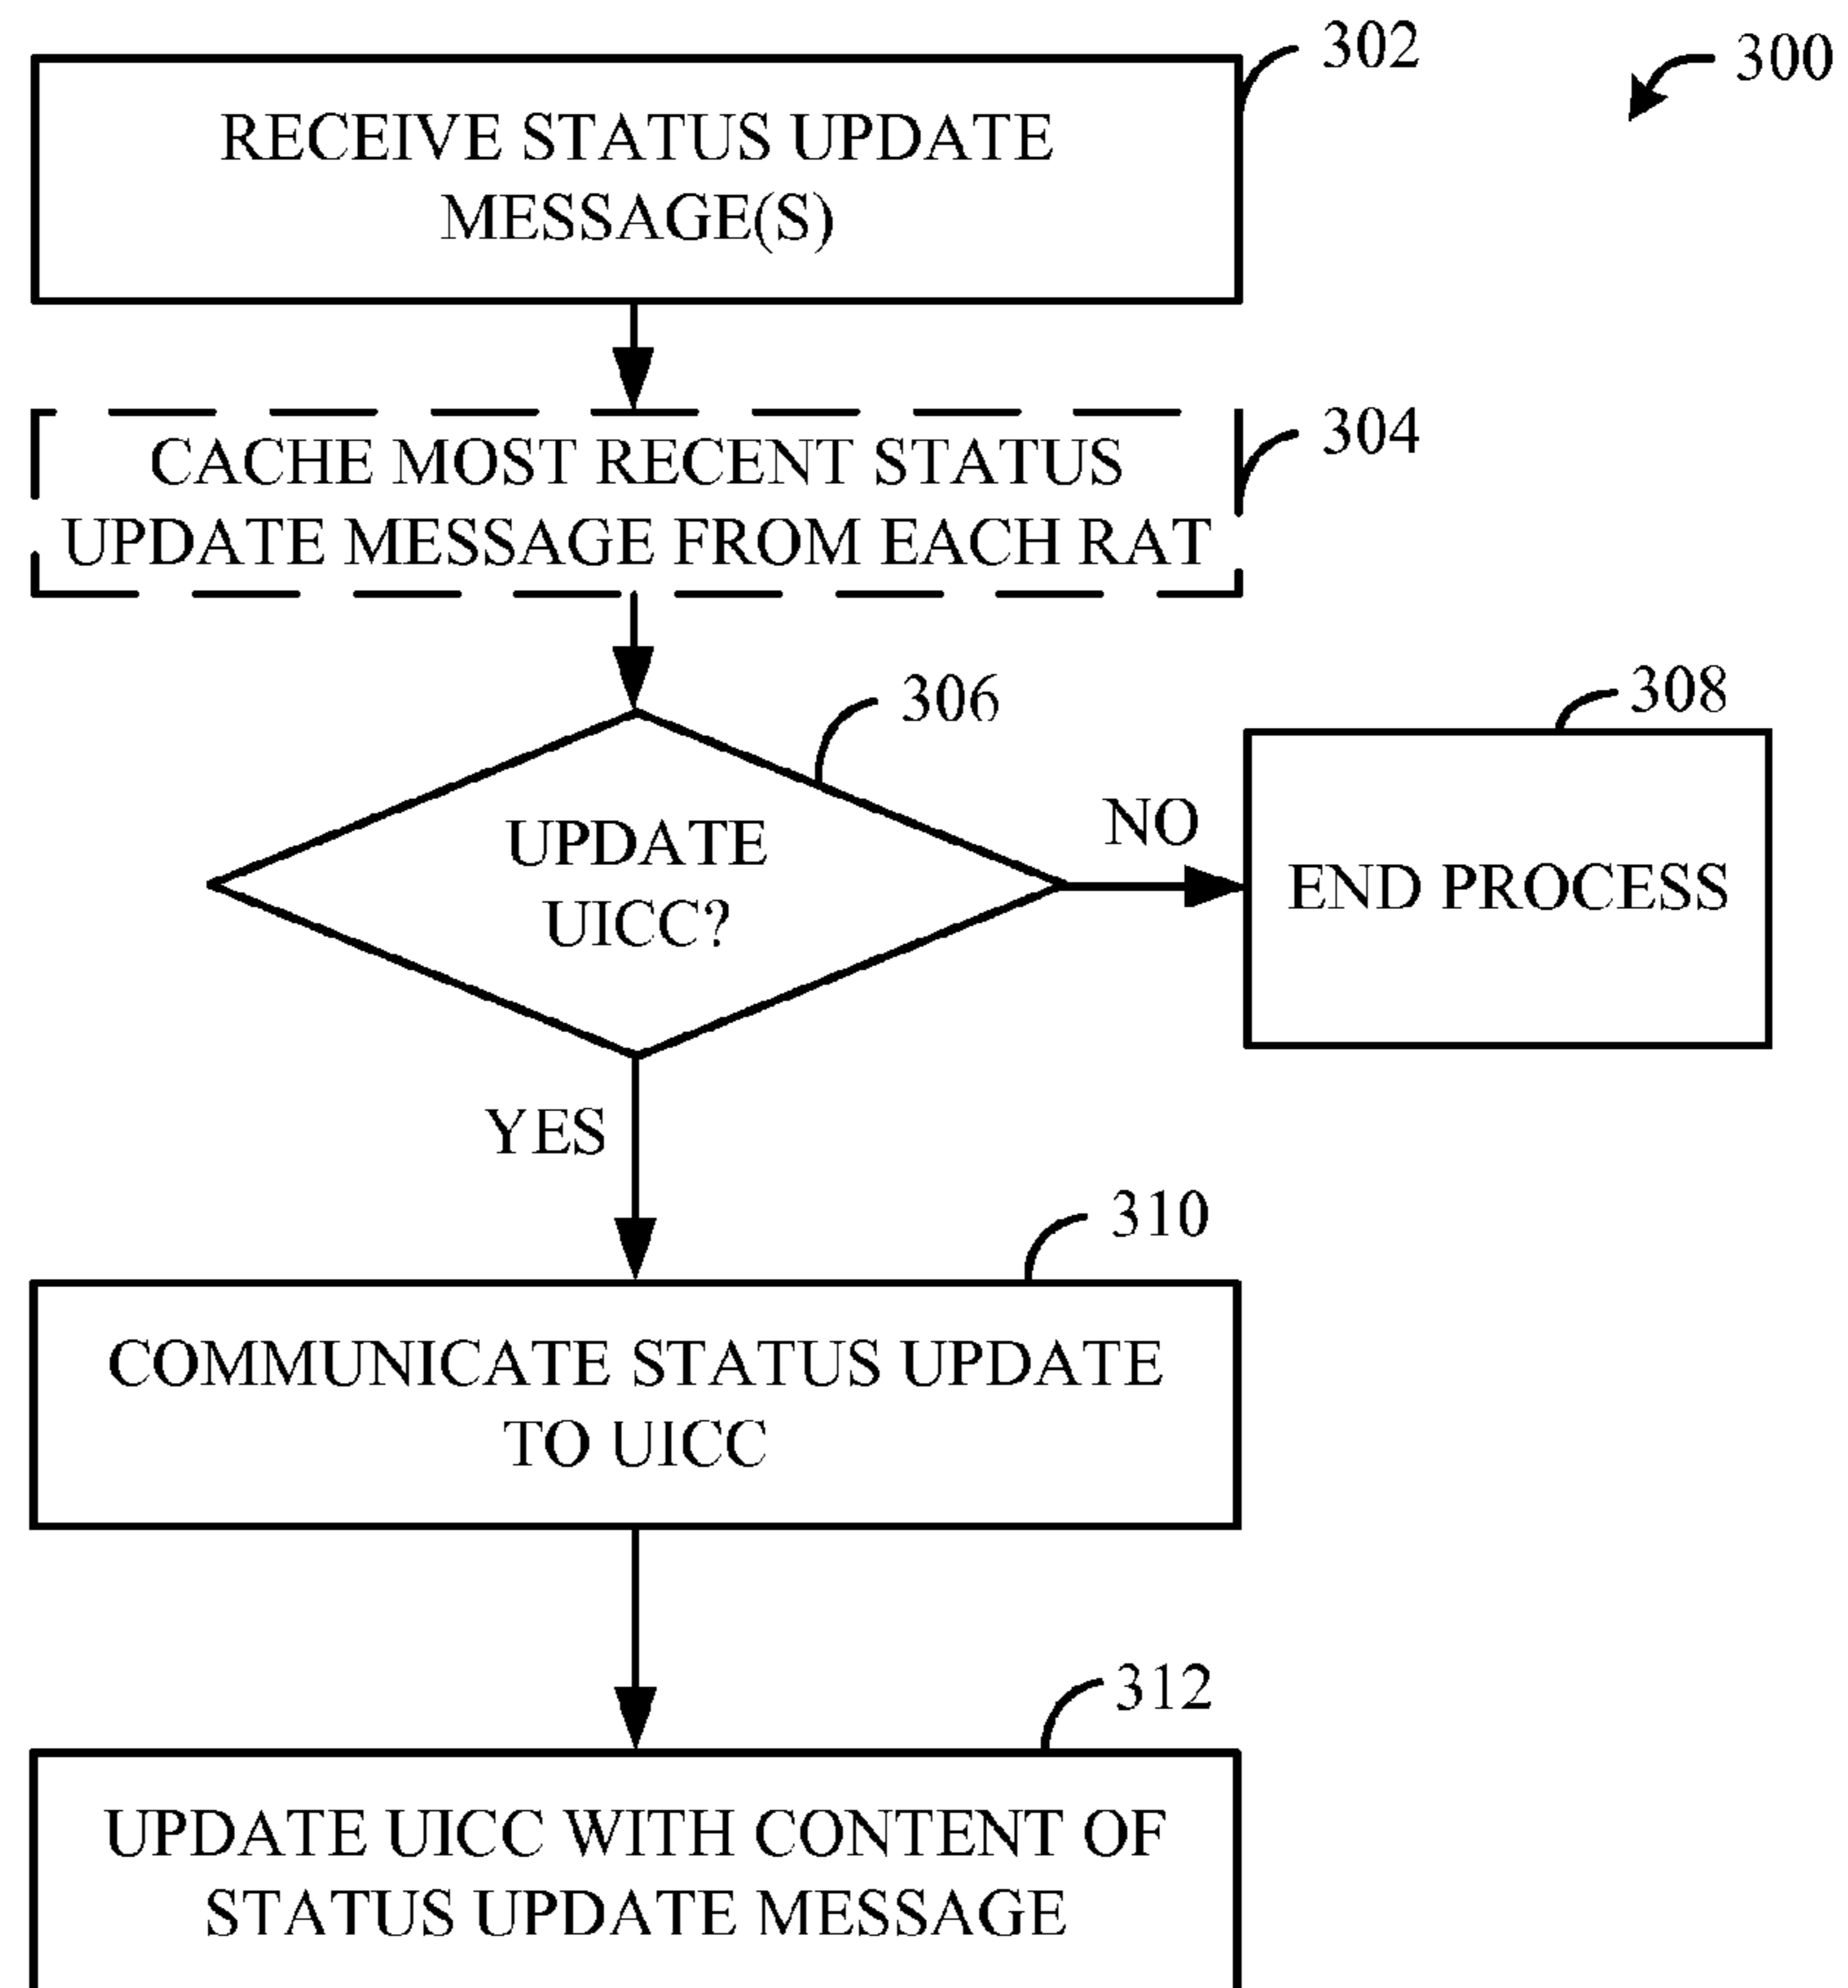 302
300
RECEIVE STATUS UPDATE
MESSAGE(S)
304
CACHE MOST RECENT STATUS
UPDATE MESSAGE FROM EACH RAT
306
308
UPDATE
UICC?
NO
END PROCESS
YES
310
COMMUNICATE STATUS UPDATE
TO UICC
312
UPDATE UICC WITH CONTENT OF
STATUS UPDATE MESSAGE